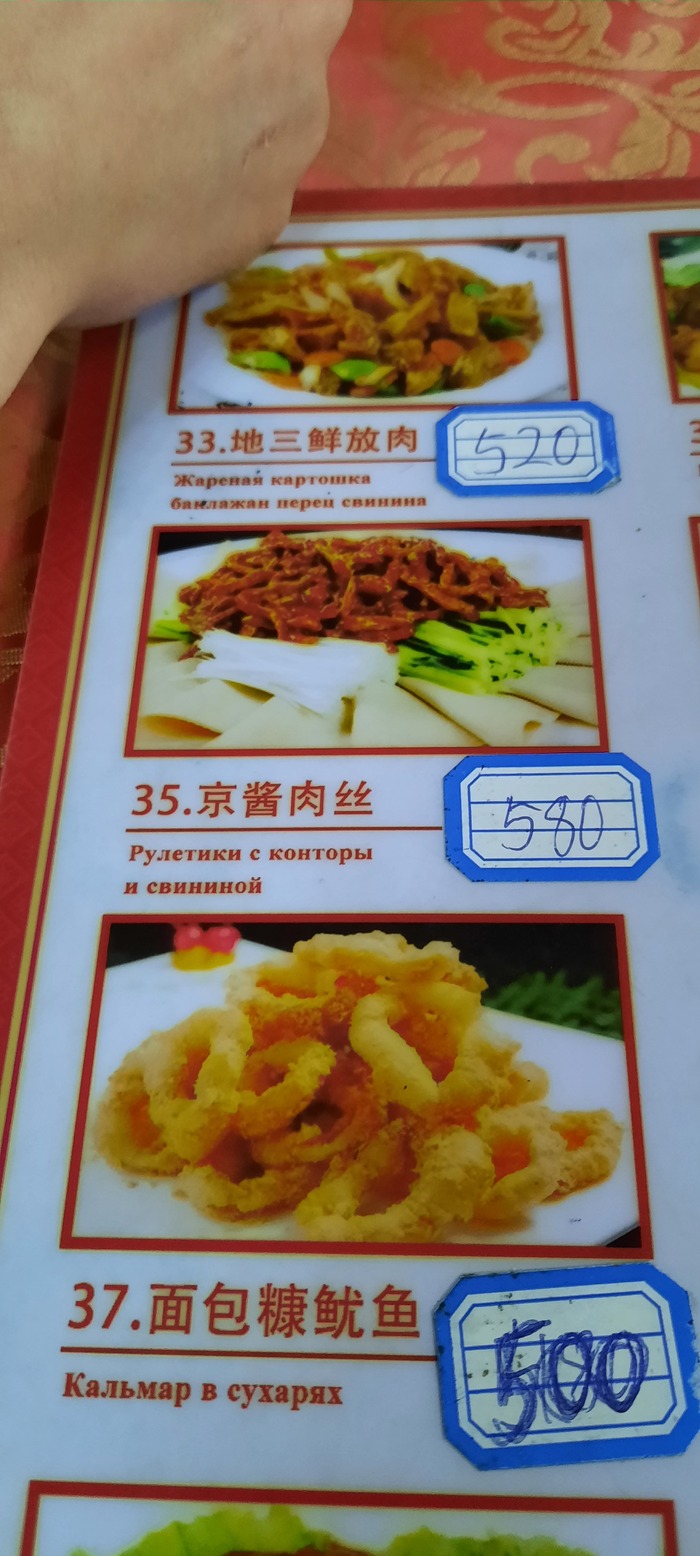 33.地三鲜放肉
520
Жареная картошка
баклажан перец свинина
35.京酱肉丝
580
Рулетики с конторы
и свининой
37.面包糠鱿鱼
500
Кальмар в сухарях